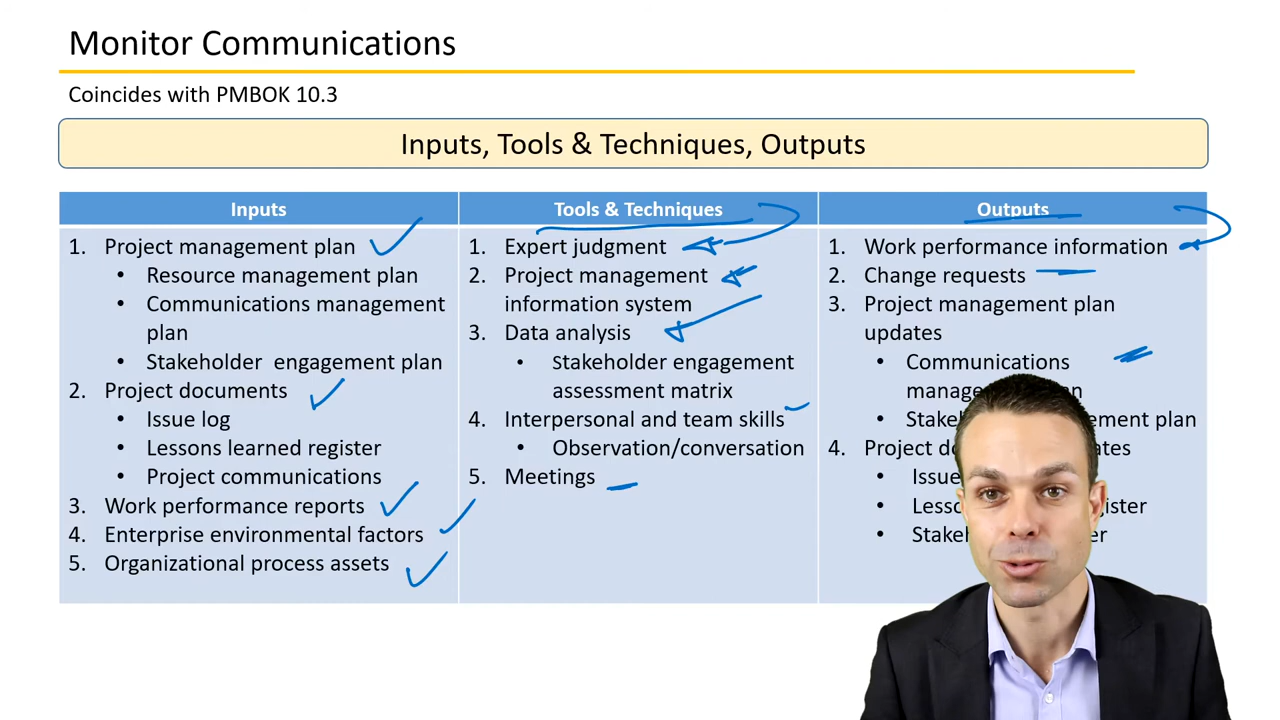 Monitor Communications
Coincides with PMBOK 10.3
Inputs, Tools & Techniques, Outputs
Inputs
1. Project management plan
• Resource management plan
• Communications management
plan
• Stakeholder engagement plan
2. Project documents
• Issue log
• Lessons learned register
• Project communications
3. Work performance reports
4. Enterprise environmental factors
5. Organizational process assets
Tools & Techniques
1. Expert judgment
2. Project management
information system
3. Data analysis
• Stakeholder engagement
assessment matrix
4. Interpersonal and team skills
• Observation/conversation
5. Meetings
Outputs
1. Work performance information
2. Change requests
3. Project management plan
updates
• Communications
• plan
4. Project
• Issue